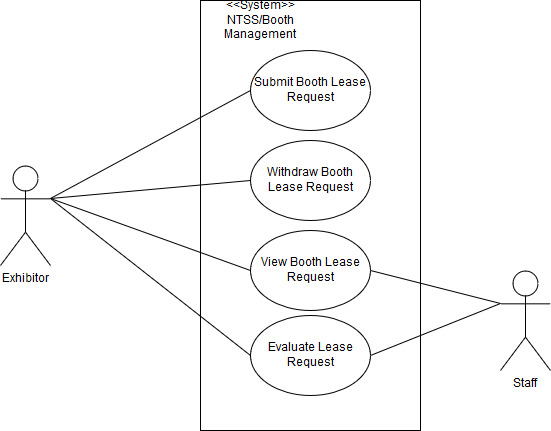 <<System>>
NTSS/Booth
Management
Submit Booth Lease
Request
Withdraw Booth
Lease Request
Exhibitor
View Booth Lease
Request
Evaluate Lease
Request
Staff